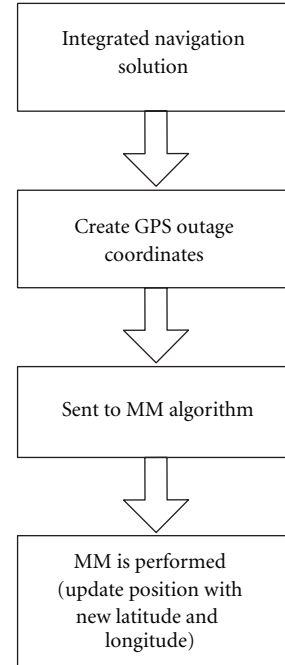 Integrated navigation
solution
Create GPS outage
coordinates
Sent to MM algorithm
MM is performed
(update position with
new latitude and
longitude)